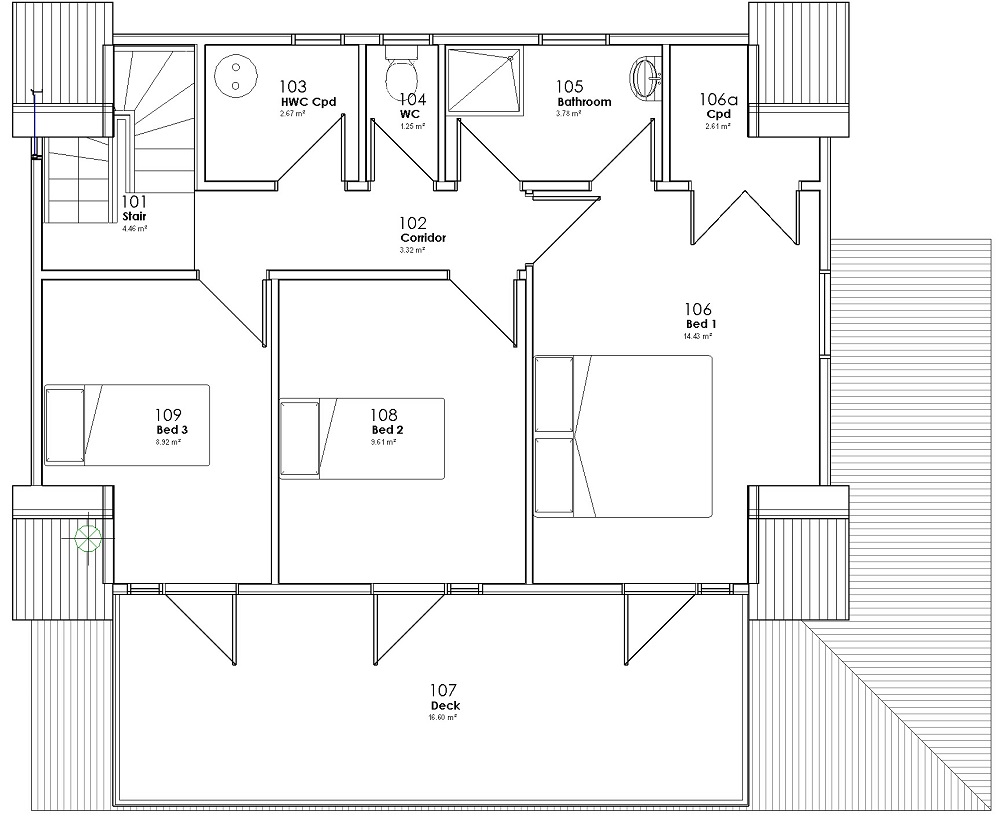 103
HWC Cpd
2.67 m²
104
WC
1.25 m²
105
Bathroom
3.78 m²
106a
Cpd
2.61 m²
101
Stair
4.46 m²
102
Corridor
3.32 m²
106
Bed 1
14.43 m²
109
Bed 3
8.92 m²
108
Bed 2
9.61 m²
107
Deck
16.60 m²